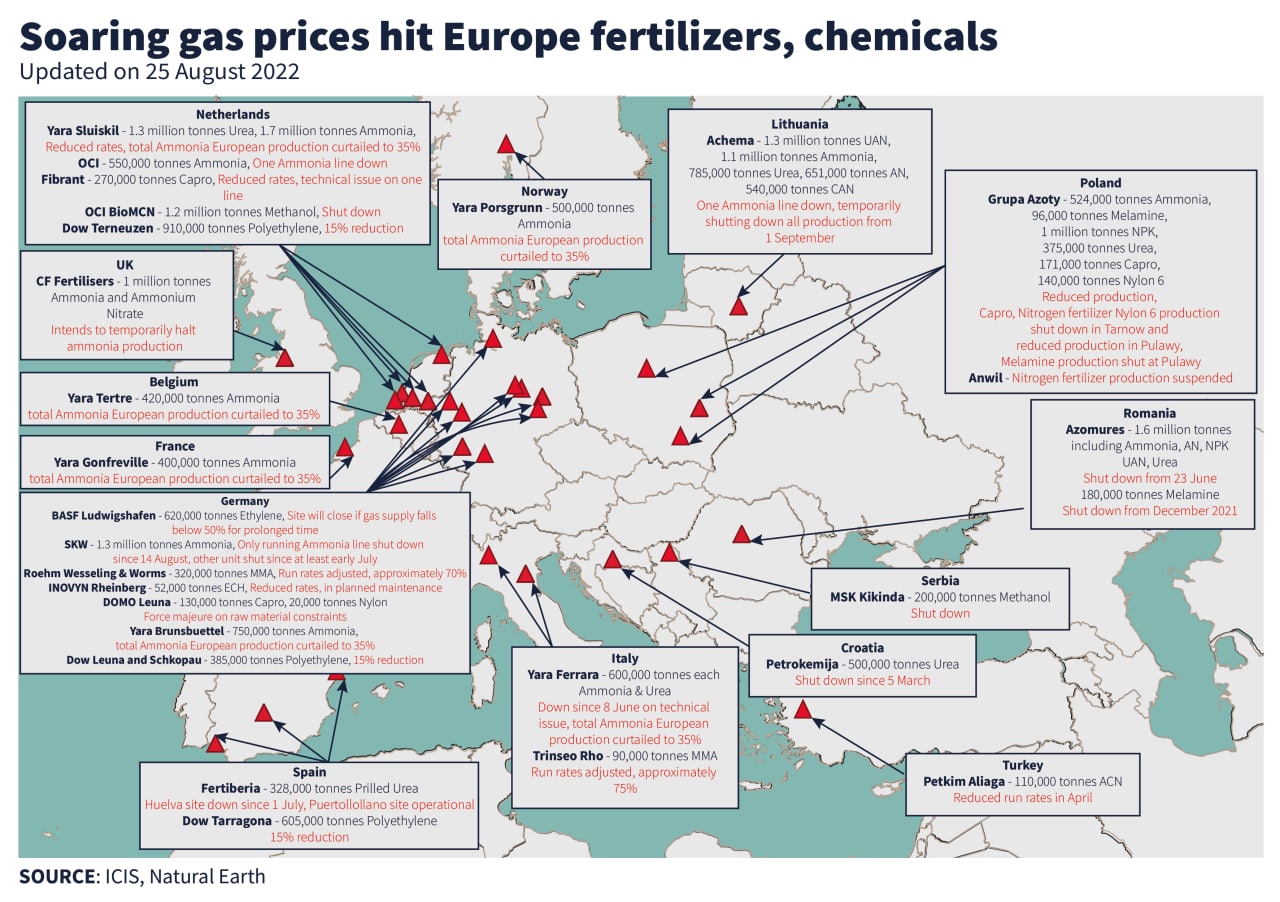 Soaring gas prices hit Europe fertilizers, chemicals
Updated on 25 August 2022
Netherlands
Yara Sluiskil - 1.3 million tonnes Urea, 1.7 million tonnes Ammonia,
Reduced rates, total Ammonia European production curtailed to 35%
OCI - 550,000 tonnes Ammonia, One Ammonia line down
Fibrant - 270,000 tonnes Capro, Reduced rates, technical issue on one
line
OCI BioMCN - 1.2 million tonnes Methanol, Shut down
Dow Terneuzen - 910,000 tonnes Polyethylene, 15% reduction
Norway
Yara Porsgrunn - 500,000 tonnes
Ammonia
total Ammonia European production
curtailed to 35%
Lithuania
Achema - 1.3 million tonnes UAN,
1.1 million tonnes Ammonia,
785,000 tonnes Urea, 651,000 tonnes AN,
540,000 tonnes CAN
One Ammonia line down, temporarily
shutting down all production from
1 September
Poland
Grupa Azoty - 524,000 tonnes Ammonia,
96,000 tonnes Melamine,
1 million tonnes NPK,
375,000 tonnes Urea,
171,000 tonnes Capro,
140,000 tonnes Nylon 6
Reduced production,
Capro, Nitrogen fertilizer Nylon 6 production
shut down in Tarnow and
reduced production in Pulawy,
Melamine production shut at Pulawy
Anwil - Nitrogen fertilizer production suspended
UK
CF Fertilisers - 1 million tonnes
Ammonia and Ammonium
Nitrate
Intends to temporarily halt
ammonia production
Belgium
Yara Tertre - 420,000 tonnes Ammonia
total Ammonia European production curtailed to 35%
France
Yara Gonfreville - 400,000 tonnes Ammonia
total Ammonia European production curtailed to 35%
Romania
Azomures - 1.6 million tonnes
including Ammonia, AN, NPK
UAN, Urea
Shut down from 23 June
180,000 tonnes Melamine
Shut down from December 2021
Germany
BASF Ludwigshafen - 620,000 tonnes Ethylene, Site will close if gas supply falls
below 50% for prolonged time
SKW - 1.3 million tonnes Ammonia, Only running Ammonia line shut down
since 14 August, other unit shut since at least early July
Roehm Wesseling & Worms - 320,000 tonnes MMA, Run rates adjusted, approximately 70%
INOVYN Rheinberg - 52,000 tonnes ECH, Reduced rates, in planned maintenance
DOMO Leuna - 130,000 tonnes Capro, 20,000 tonnes Nylon
Force majeure on raw material constraints
Yara Brunsbuettel - 750,000 tonnes Ammonia,
total Ammonia European production curtailed to 35%
Dow Leuna and Schkopau - 385,000 tonnes Polyethylene, 15% reduction
Serbia
MSK Kikinda - 200,000 tonnes Methanol
Shut down
Croatia
Petrokemija - 500,000 tonnes Urea
Shut down since 5 March
Italy
Yara Ferrara - 600,000 tonnes each
Ammonia & Urea
Down since 8 June on technical
issue, total Ammonia European
production curtailed to 35%
Trinseo Rho - 90,000 tonnes MMA
Run rates adjusted, approximately
75%
Turkey
Petkim Aliaga - 110,000 tonnes ACN
Reduced run rates in April
Spain
Fertiberia - 328,000 tonnes Prilled Urea
Huelva site down since 1 July, Puertollolano site operational
Dow Tarragona - 605,000 tonnes Polyethylene
15% reduction
SOURCE: ICIS, Natural Earth